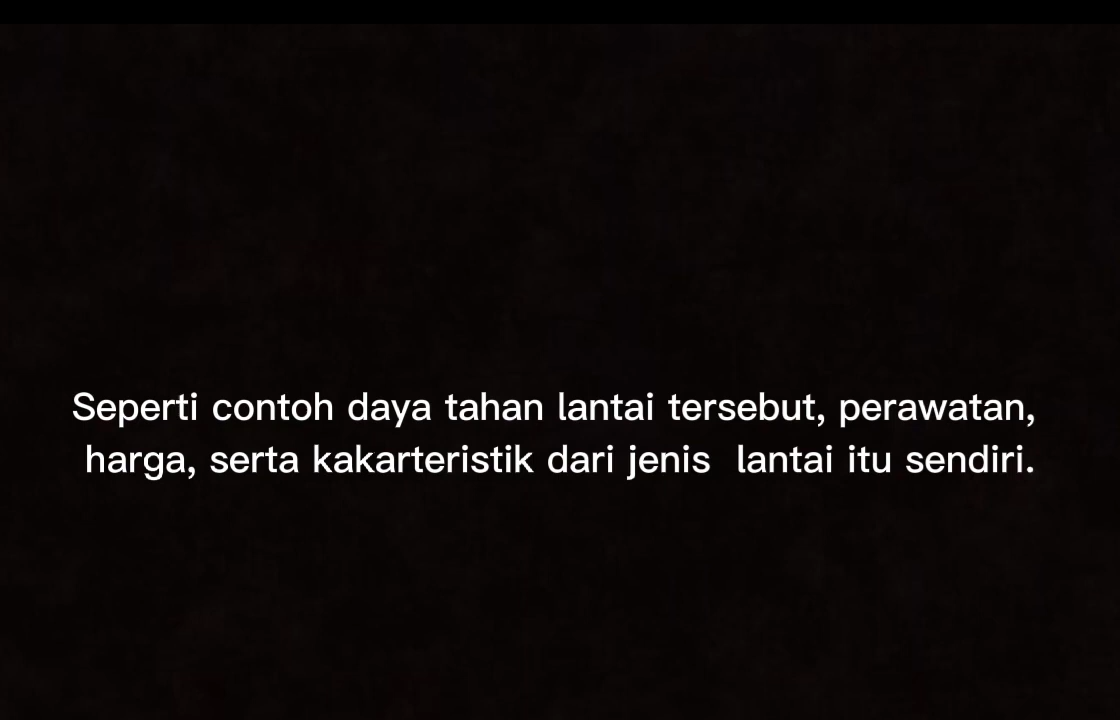 Seperti contoh daya tahan lantai tersebut, perawatan,
harga, serta kakarteristik dari jenis  lantai itu sendiri.